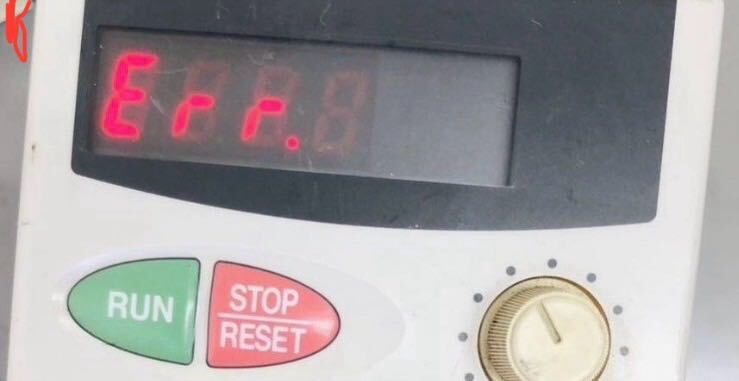 Err.
RUN
STOP
RESET